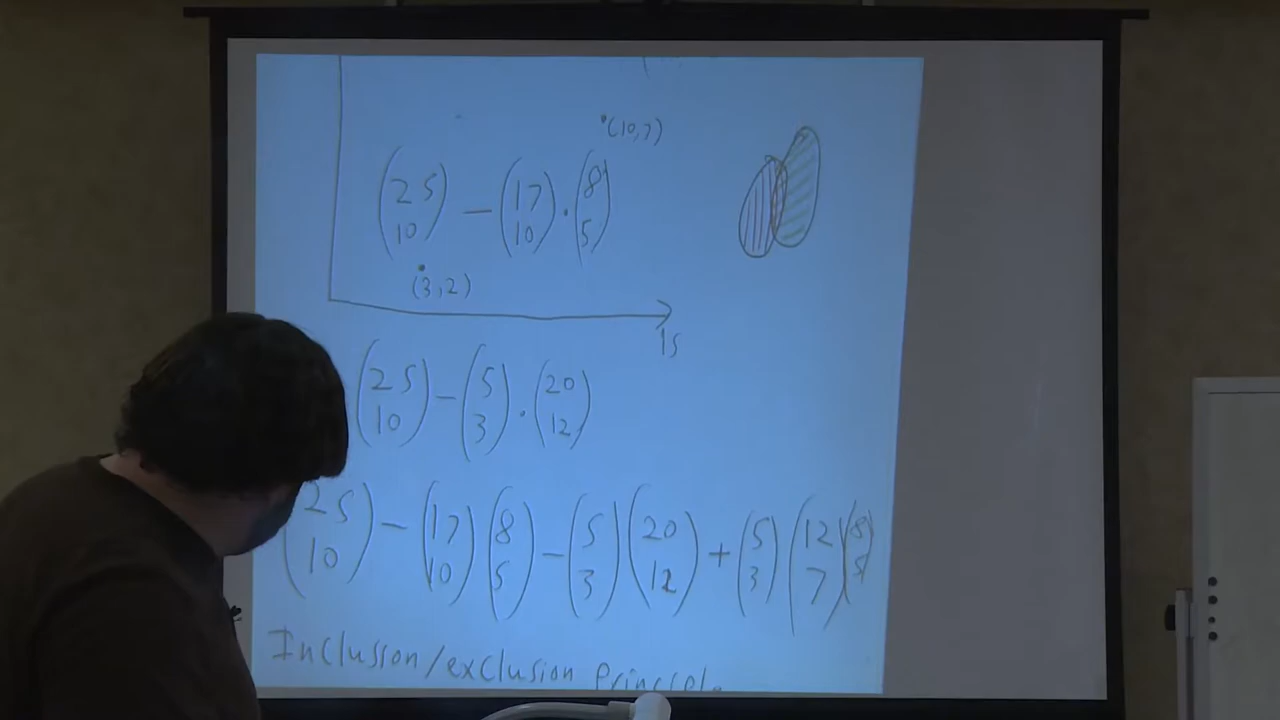 (10,7)
(25 10) − (17 10) · (8 5)
(3,2)
15
(25 10) − (5 3) · (20 12)
(25 10) − (17 10)(8 5) − (5 3)(20 12) + (5 3)(12 7)(8 5)
Inclusion/exclusion Principle